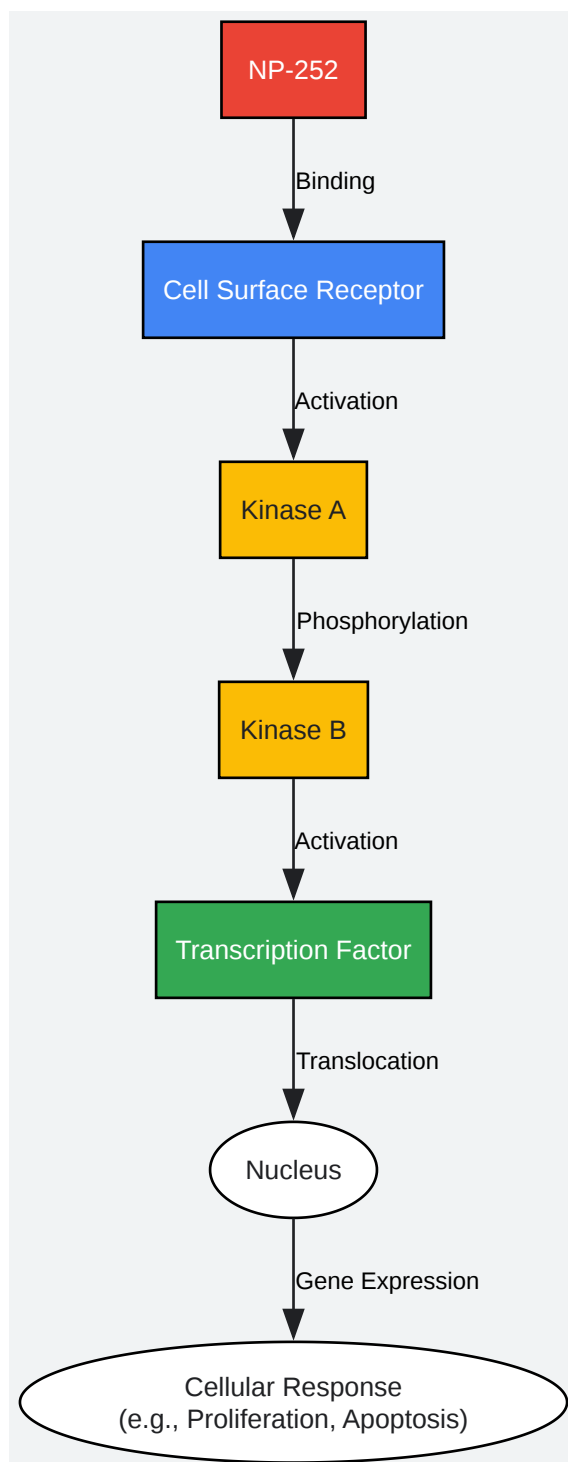 NP-252
Binding
Cell Surface Receptor
Activation
Kinase A
Phosphorylation
Kinase B
Activation
Transcription Factor
Translocation
Nucleus
Gene Expression
Cellular Response
(e.g., Proliferation, Apoptosis)